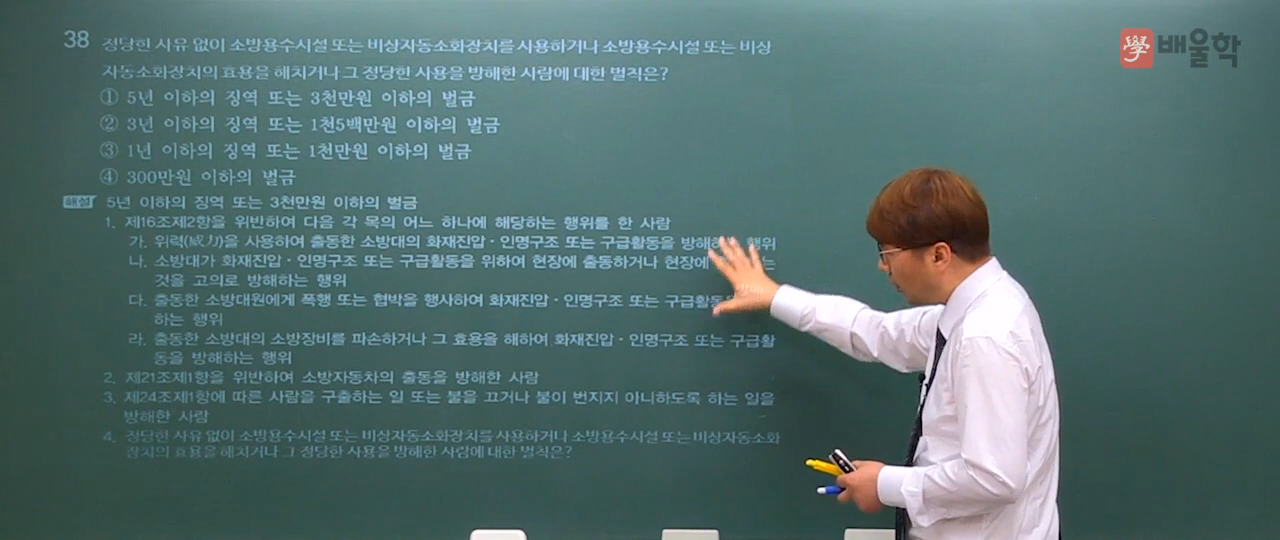 學 배울학
38 정당한 사유 없이 소방용수시설 또는 비상자동소화장치를 사용하거나 소방용수시설 또는 비상
자동소화장치의 효용을 해치거나 그 정당한 사용을 방해한 사람에 대한 벌칙은?
① 5년 이하의 징역 또는 3천만원 이하의 벌금
② 3년 이하의 징역 또는 1천5백만원 이하의 벌금
③ 1년 이하의 징역 또는 1천만원 이하의 벌금
④ 300만원 이하의 벌금
해설 5년 이하의 징역 또는 3천만원 이하의 벌금
1. 제16조제2항을 위반하여 다음 각 목의 어느 하나에 해당하는 행위를 한 사람
가. 위력(威力)을 사용하여 출동한 소방대의 화재진압·인명구조 또는 구급활동을 방해하는 행위
나. 소방대가 화재진압·인명구조 또는 구급활동을 위하여 현장에 출동하거나 현장에 는
것을 고의로 방해하는 행위
다. 출동한 소방대원에게 폭행 또는 협박을 행사하여 화재진압·인명구조 또는 구급활동
하는 행위
라. 출동한 소방대의 소방장비를 파손하거나 그 효용을 해하여 화재진압·인명구조 또는 구급활
동을 방해하는 행위
2. 제21조제1항을 위반하여 소방자동차의 출동을 방해한 사람
3. 제24조제1항에 따른 사람을 구출하는 일 또는 불을 끄거나 불이 번지지 아니하도록 하는 일을
방해한 사람
4. 정당한 사유 없이 소방용수시설 또는 비상자동소화장치를 사용하거나 소방용수시설 또는 비상자동소화
장치의 효용을 해치거나 그 정당한 사용을 방해한 사람에 대한 벌칙은?